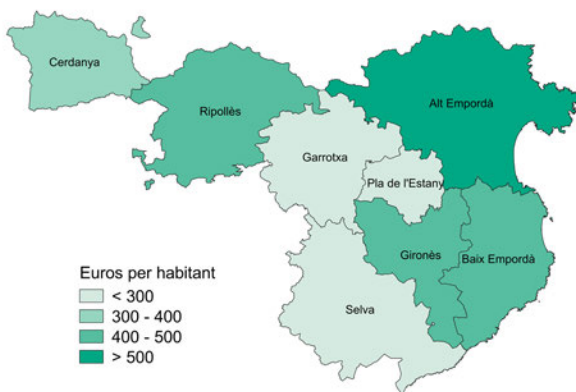 Cerdanya
Ripollès
Alt Empordà
Garrotxa
Pla de l'Estany
Gironès
Baix Empordà
Selva
Euros per habitant
< 300
300 - 400
400 - 500
> 500